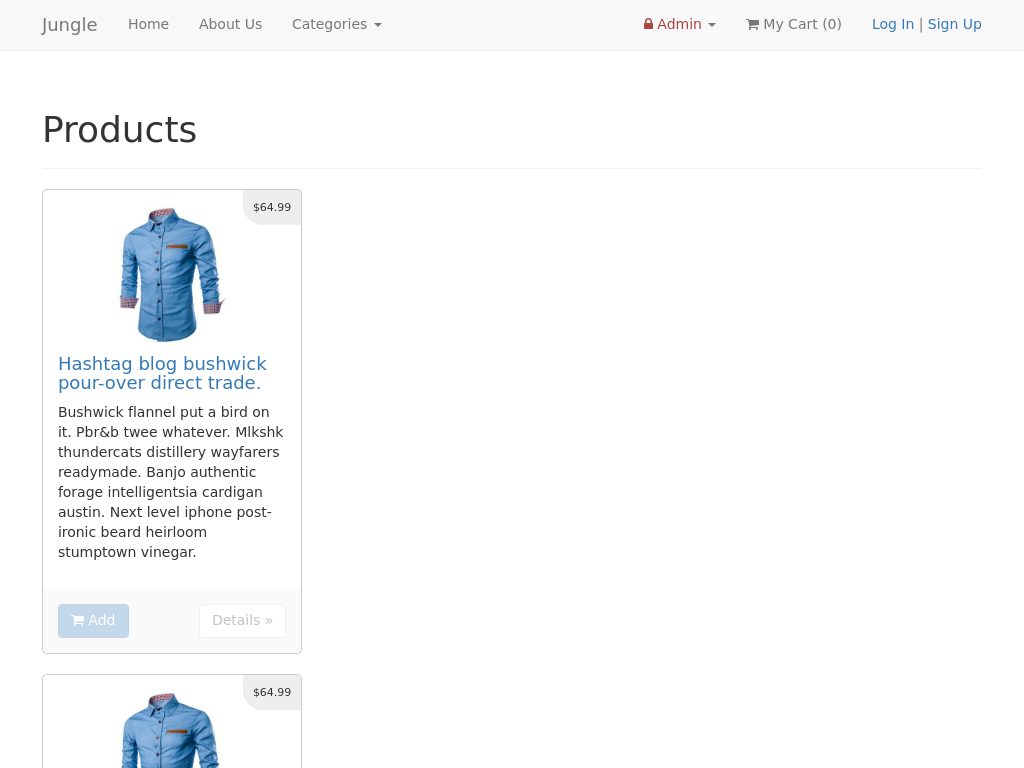 Jungle Home About Us Categories Admin My Cart (0) Log In | Sign Up
Products
$64.99
Hashtag blog bushwick
pour-over direct trade.
Bushwick flannel put a bird on
it. Pbr&b twee whatever. Mlkshk
thundercats distillery wayfarers
readymade. Banjo authentic
forage intelligentsia cardigan
austin. Next level iphone post-
ironic beard heirloom
stumptown vinegar.
Add Details »
$64.99